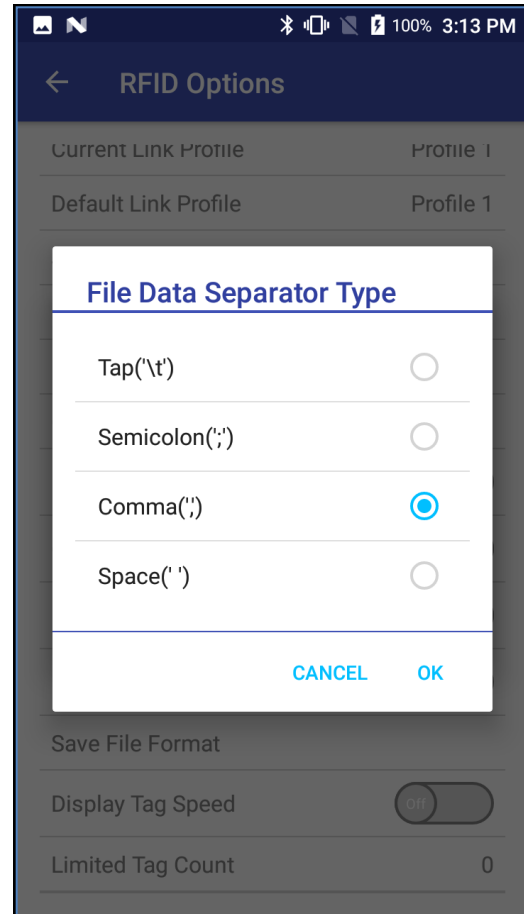 100% 3:13 PM
RFID Options
Current Link Profile Profile 1
Default Link Profile Profile 1
File Data Separator Type
Tap('\t')
Semicolon(';')
Comma(',')
Space(' ')
CANCEL OK
Save File Format
Display Tag Speed Off
Limited Tag Count 0